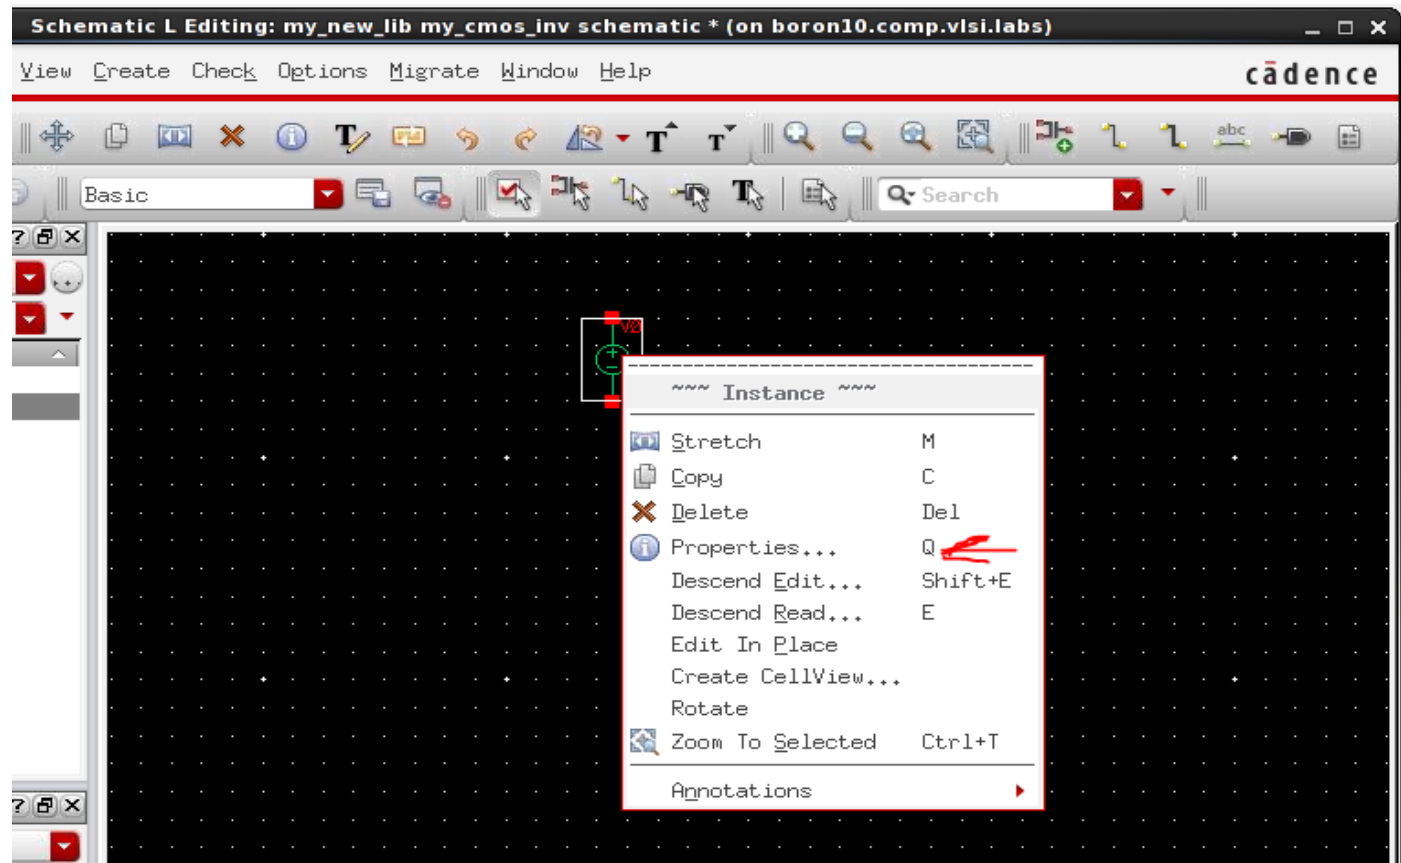 Schematic L Editing: my_new_lib my_cmos_inv schematic * (on boron10.comp.vlsi.labs)
View Create Check Options Migrate Window Help
cādence
T T T
abc
Basic
T
Search
V2
~~~ Instance ~~~
Stretch M
Copy C
Delete Del
Properties... Q
Descend Edit... Shift+E
Descend Read... E
Edit In Place
Create CellView...
Rotate
Zoom To Selected Ctrl+T
Annotations